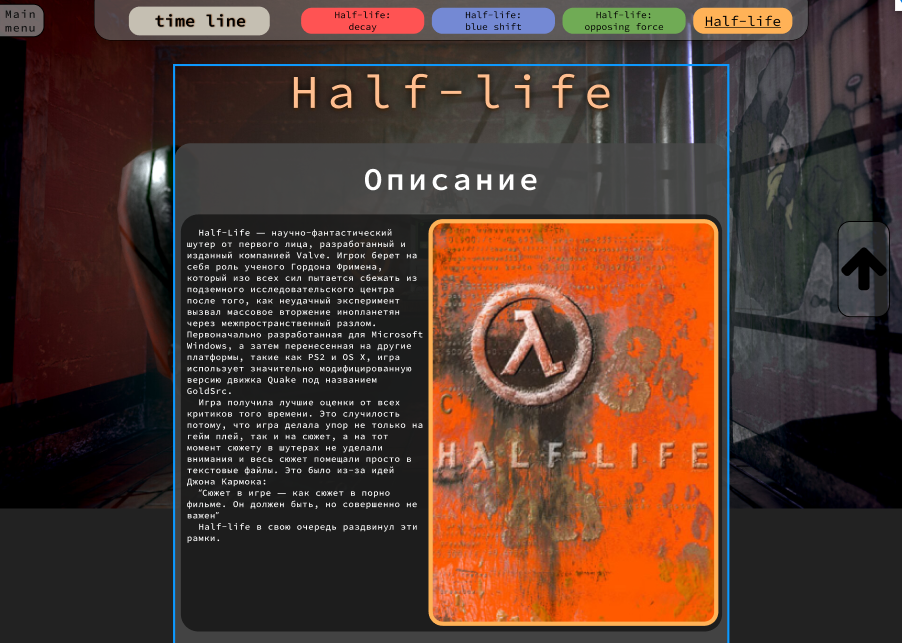 Main
menu
time line
Half-life:
decay
Half-life:
blue shift
Half-life:
opposing force
Half-life
Half-life
Описание
Half-Life — научно-фантастический
шутер от первого лица, разработанный и
изданный компанией Valve. Игрок берет на
себя роль ученого Гордона Фримена,
который изо всех сил пытается сбежать из
подземного исследовательского центра
после того, как неудачный эксперимент
вызвал массовое вторжение инопланетян
через межпространственный разлом.
Первоначально разработанная для Microsoft
Windows, а затем перенесенная на другие
платформы, такие как PS2 и OS X, игра
использует значительно модифицированную
версию движка Quake под названием
GoldSrc.
Игра получила лучшие оценки от всех
критиков того времени. Это случилось
потому, что игра делала упор не только на
гейм плей, так и на сюжет, а на тот
момент сюжету в шутерах не уделали
внимания и весь сюжет помещали просто в
текстовые файлы. Это было из-за идей
Джона Кармока:
"Сюжет в игре — как сюжет в порно
фильме. Он должен быть, но совершенно не
важен"
Half-life в свою очередь раздвинул эти
рамки.
λ
8
C
HλLF-LIFE